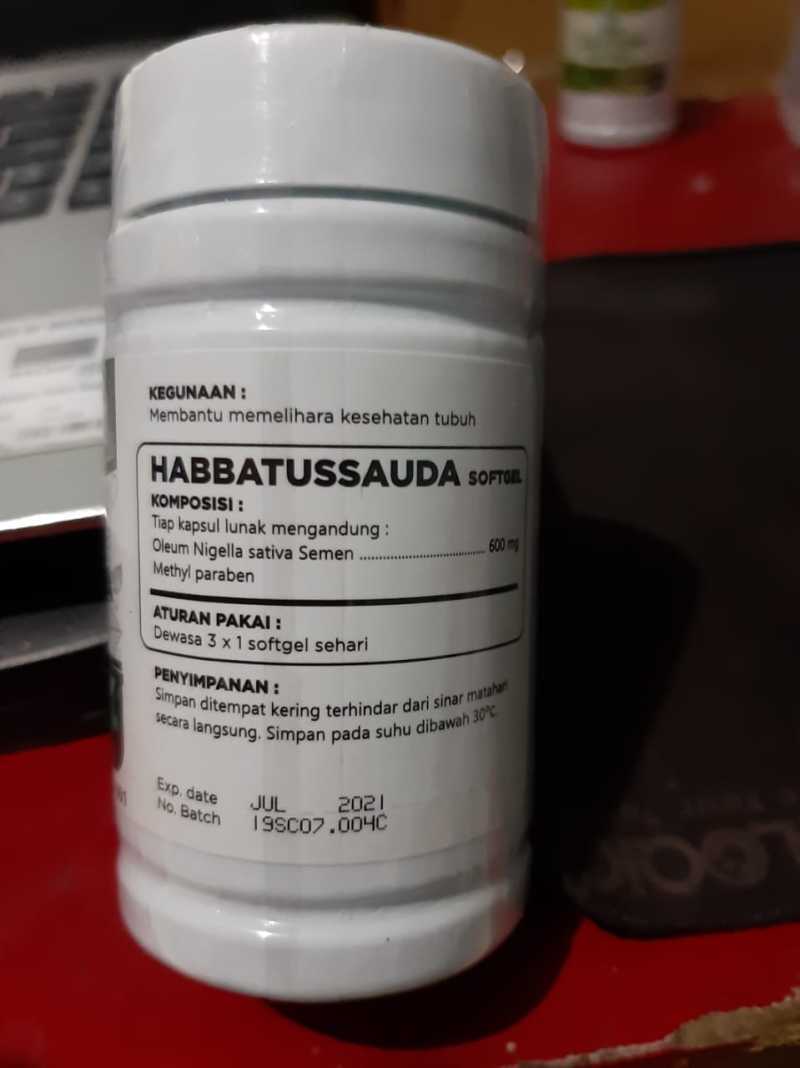 KEGUNAAN :
Membantu memelihara kesehatan tubuh
HABBATUSSAUDA SOFTGEL
KOMPOSISI :
Tiap kapsul lunak mengandung :
Oleum Nigella sativa Semen ................................... 600 mg
Methyl paraben
ATURAN PAKAI :
Dewasa 3 x 1 softgel sehari
PENYIMPANAN :
Simpan ditempat kering terhindar dari sinar matahari
secara langsung. Simpan pada suhu dibawah 30°C.
Exp. date JUL 2021
No. Batch 19SC07.004C